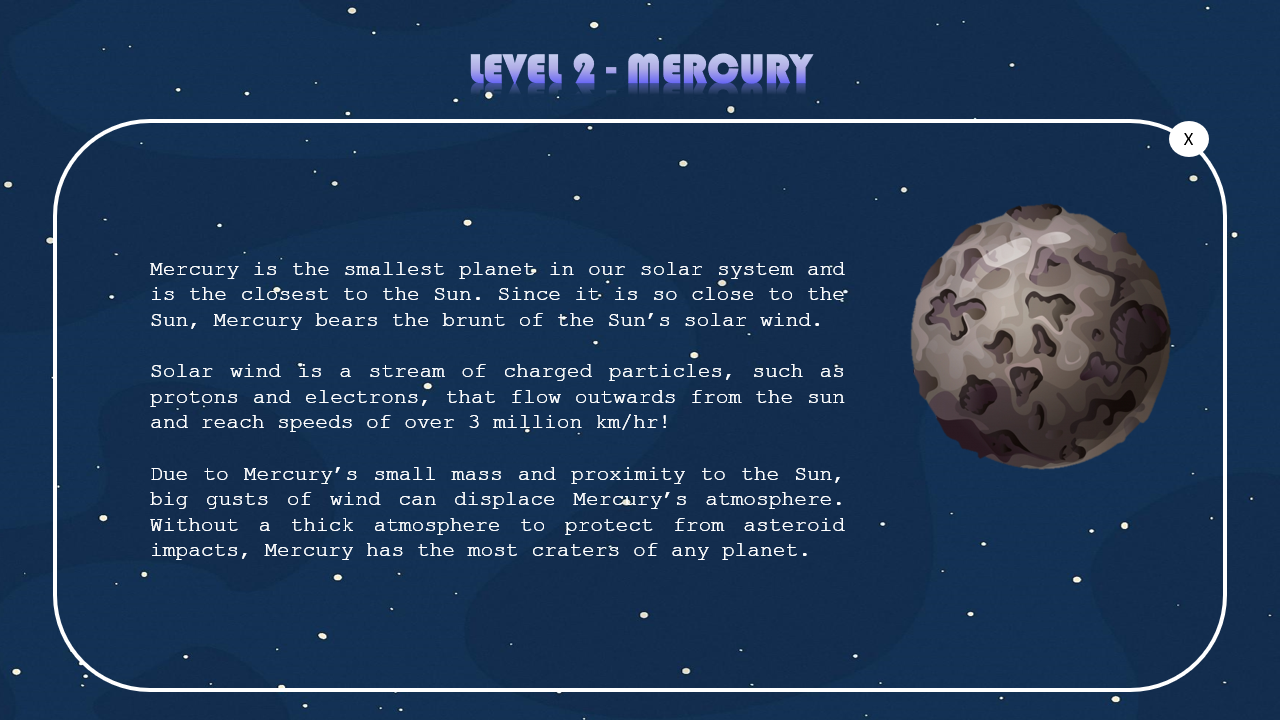 LEVEL 2 - MERCURY
X
Mercury is the smallest planet in our solar system and
is the closest to the Sun. Since it is so close to the
Sun, Mercury bears the brunt of the Sun’s solar wind.
Solar wind is a stream of charged particles, such as
protons and electrons, that flow outwards from the sun
and reach speeds of over 3 million km/hr!
Due to Mercury’s small mass and proximity to the Sun,
big gusts of wind can displace Mercury’s atmosphere.
Without a thick atmosphere to protect from asteroid
impacts, Mercury has the most craters of any planet.